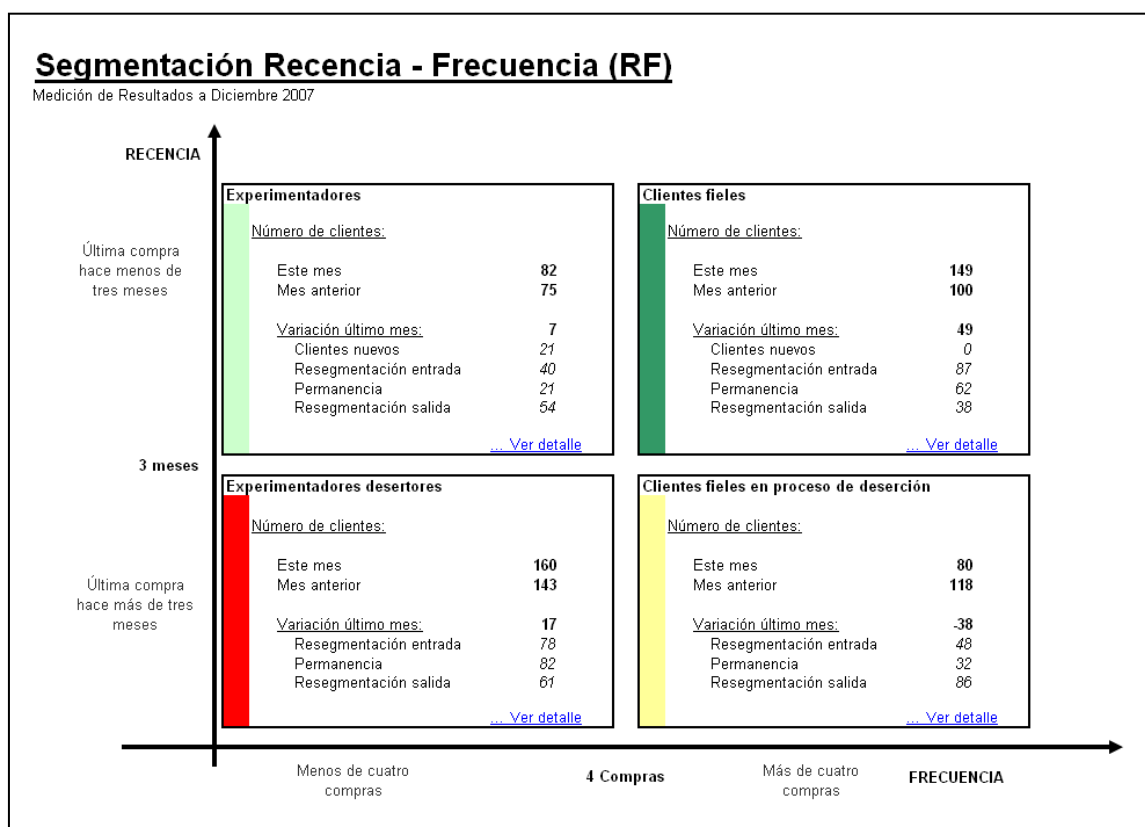 Segmentación Recencia - Frecuencia (RF)
Medición de Resultados a Diciembre 2007
RECENCIA
Última compra
hace menos de
tres meses
Experimentadores
Número de clientes:
Este mes 82
Mes anterior 75
Variación último mes: 7
Clientes nuevos 21
Resegmentación entrada 40
Permanencia 21
Resegmentación salida 54
... Ver detalle
Clientes fieles
Número de clientes:
Este mes 149
Mes anterior 100
Variación último mes: 49
Clientes nuevos 0
Resegmentación entrada 87
Permanencia 62
Resegmentación salida 38
... Ver detalle
3 meses
Última compra
hace más de tres
meses
Experimentadores desertores
Número de clientes:
Este mes 160
Mes anterior 143
Variación último mes: 17
Resegmentación entrada 78
Permanencia 82
Resegmentación salida 61
... Ver detalle
Clientes fieles en proceso de deserción
Número de clientes:
Este mes 80
Mes anterior 118
Variación último mes: -38
Resegmentación entrada 48
Permanencia 32
Resegmentación salida 86
... Ver detalle
Menos de cuatro
compras
4 Compras
Más de cuatro
compras
FRECUENCIA